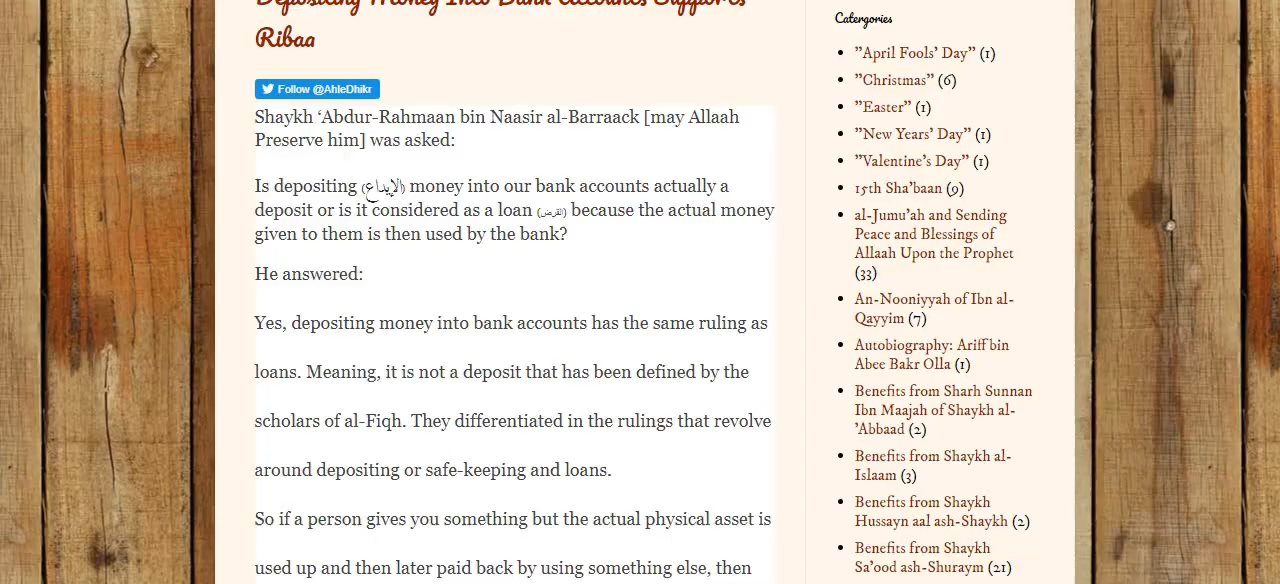 Depositing Money Into Bank Accounts Supports
Ribaa
Follow @AhleDhikr
Shaykh ‘Abdur-Rahmaan bin Naasir al-Barraack [may Allaah
Preserve him] was asked:
Is depositing (الإيداع) money into our bank accounts actually a
deposit or is it considered as a loan (القرض) because the actual money
given to them is then used by the bank?
He answered:
Yes, depositing money into bank accounts has the same ruling as
loans. Meaning, it is not a deposit that has been defined by the
scholars of al-Fiqh. They differentiated in the rulings that revolve
around depositing or safe-keeping and loans.
So if a person gives you something but the actual physical asset is
used up and then later paid back by using something else, then
Catergories
”April Fools’ Day” (1)
”Christmas” (6)
”Easter” (1)
”New Years’ Day” (1)
”Valentine’s Day” (1)
15th Sha’baan (9)
al-Jumu’ah and Sending
Peace and Blessings of
Allaah Upon the Prophet
(33)
An-Nooniyyah of Ibn al-
Qayyim (7)
Autobiography: Ariff bin
Abee Bakr Olla (1)
Benefits from Sharh Sunnan
Ibn Maajah of Shaykh al-
’Abbaad (2)
Benefits from Shaykh al-
Islaam (3)
Benefits from Shaykh
Hussayn aal ash-Shaykh (2)
Benefits from Shaykh
Sa’ood ash-Shuraym (21)